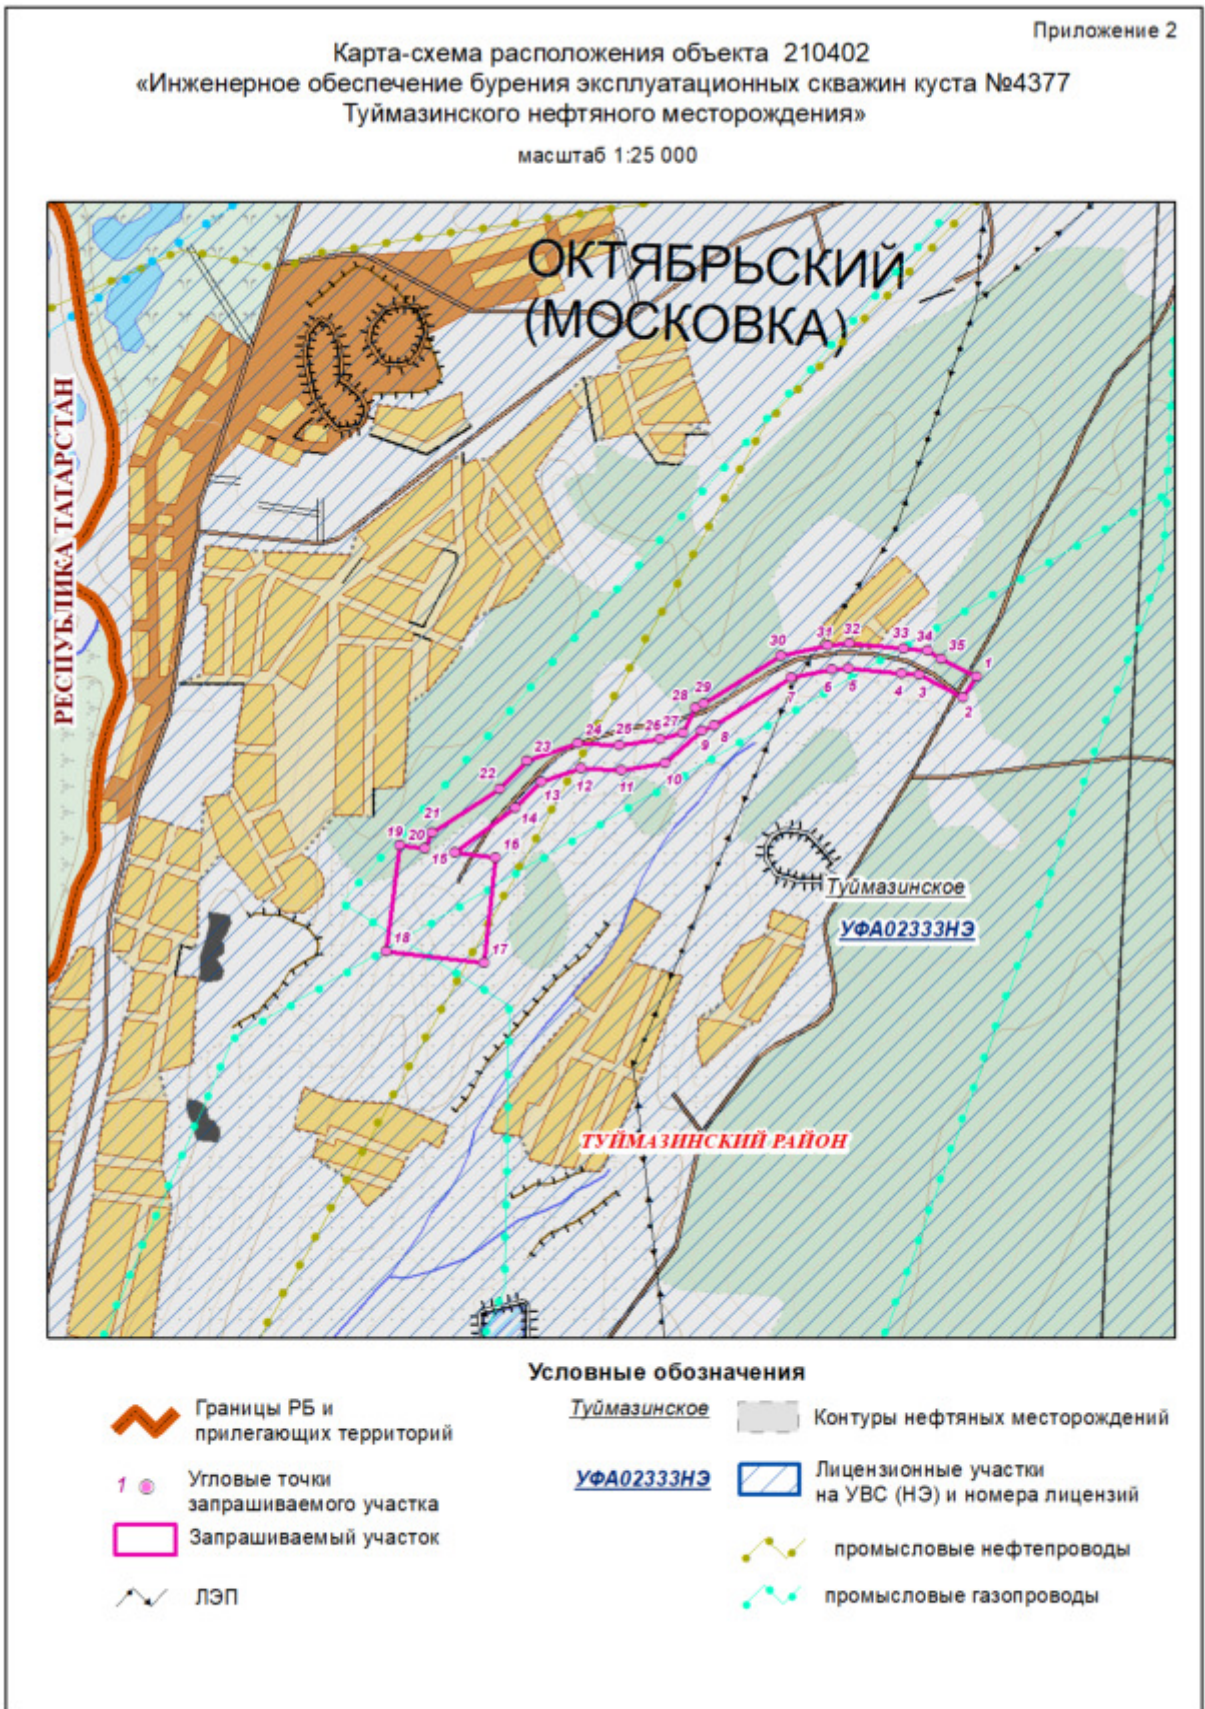 Приложение 2
Карта-схема расположения объекта 210402
«Инженерное обеспечение бурения эксплуатационных скважин куста №4377
Туймазинского нефтяного месторождения»
масштаб 1:25 000
ОКТЯБРЬСКИЙ
(МОСКОВКА)
РЕСПУБЛИКА ТАТАРСТАН
30
31
32
33
34
35
1
2
3
4
5
6
7
29
28
27
26
25
24
23
22
21
20
19
8
9
10
11
12
13
14
15
16
17
18
Туймазинское
УФА02333НЭ
ТУЙМАЗИНСКИЙ РАЙОН
Условные обозначения
Границы РБ и
прилегающих территорий
1
Угловые точки
запрашиваемого участка
Запрашиваемый участок
ЛЭП
Туймазинское
Контуры нефтяных месторождений
УФА02333НЭ
Лицензионные участки
на УВС (НЭ) и номера лицензий
промысловые нефтепроводы
промысловые газопроводы